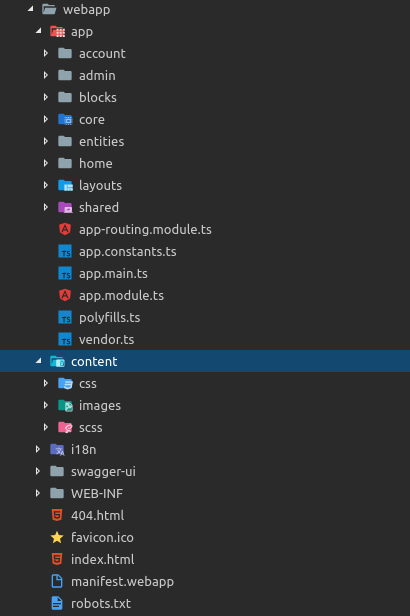 webapp
app
account
admin
blocks
core
entities
home
layouts
shared
app-routing.module.ts
app.constants.ts
app.main.ts
app.module.ts
polyfills.ts
vendor.ts
content
css
images
scss
i18n
swagger-ui
WEB-INF
404.html
favicon.ico
index.html
manifest.webapp
robots.txt